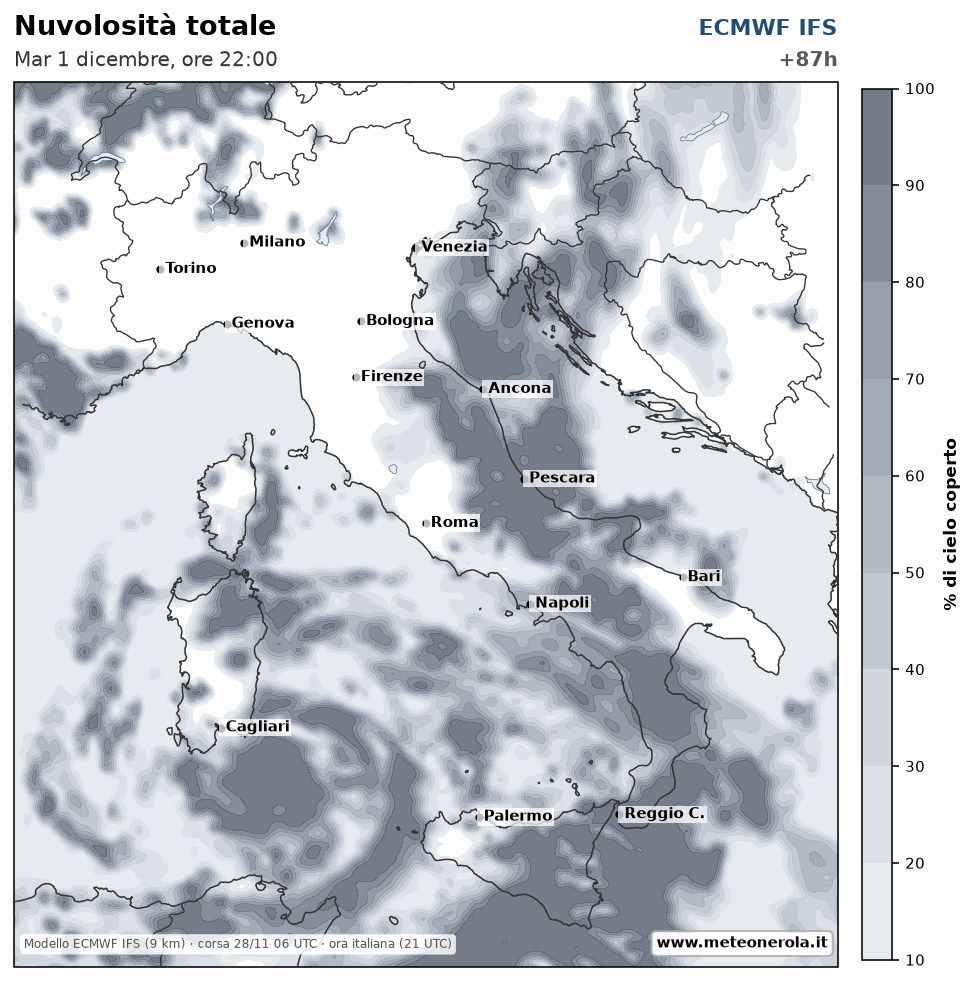 Nuvolosità totale
ECMWF IFS
Mar 1 dicembre, ore 22:00
+87h
Milano
Venezia
Torino
Genova
Bologna
Firenze
Ancona
Pescara
Roma
Bari
Napoli
Cagliari
Palermo
Reggio C.
Modello ECMWF IFS (9 km) · corsa 28/11 06 UTC · ora italiana (21 UTC)
www.meteonerola.it
100
90
80
70
60
50
40
30
20
10
% di cielo coperto